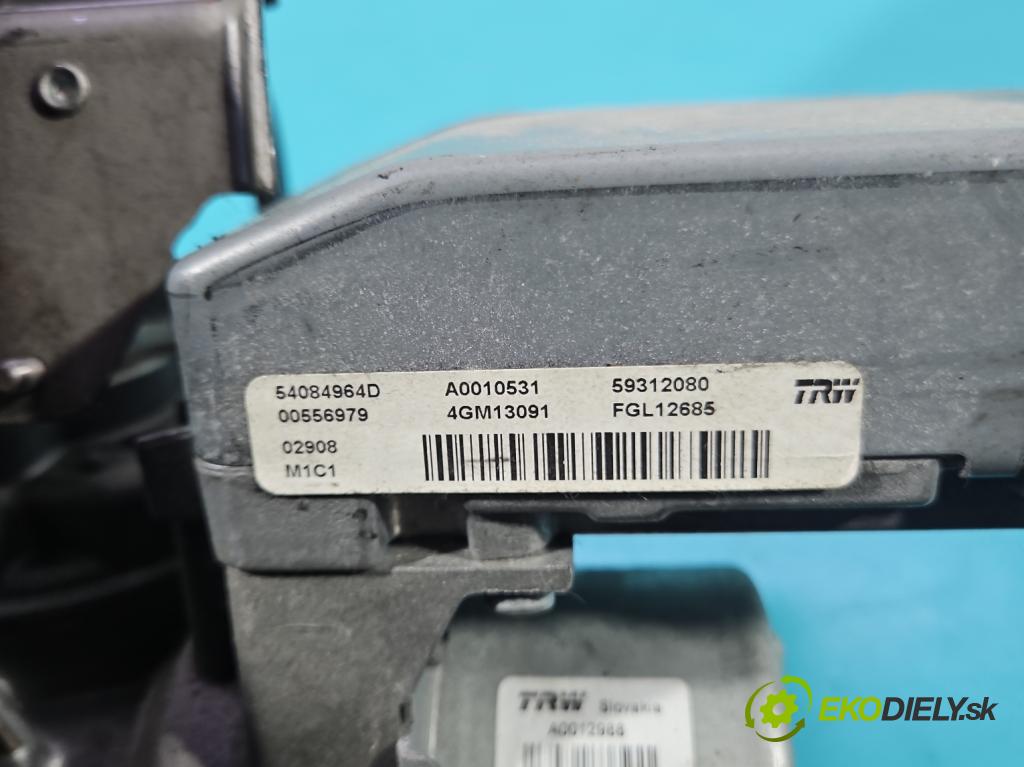 54084964D A0010531 59312080 TRW
00556979 4GM13091 FGL12685
02908
M1C1
TRW Slovakia
A0012988
EKODIELY.sk